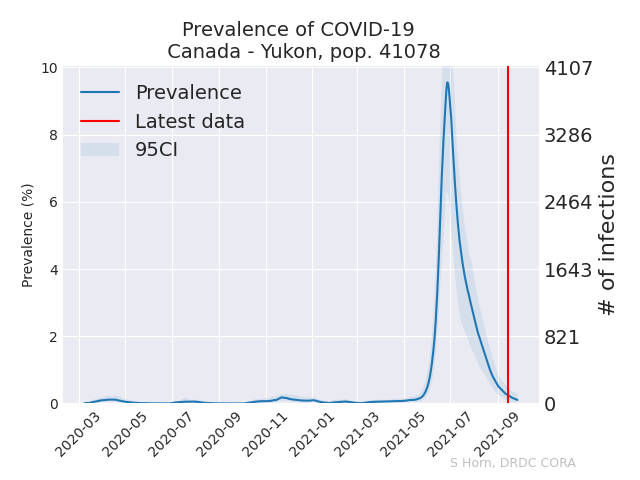 Prevalence of COVID-19
Canada - Yukon, pop. 41078
Prevalence
Latest data
95CI
Prevalence (%)
10
8
6
4
2
0
4107
3286
2464
1643
821
0
# of infections
2020-03
2020-05
2020-07
2020-09
2020-11
2021-01
2021-03
2021-05
2021-07
2021-09
S Horn, DRDC CORA